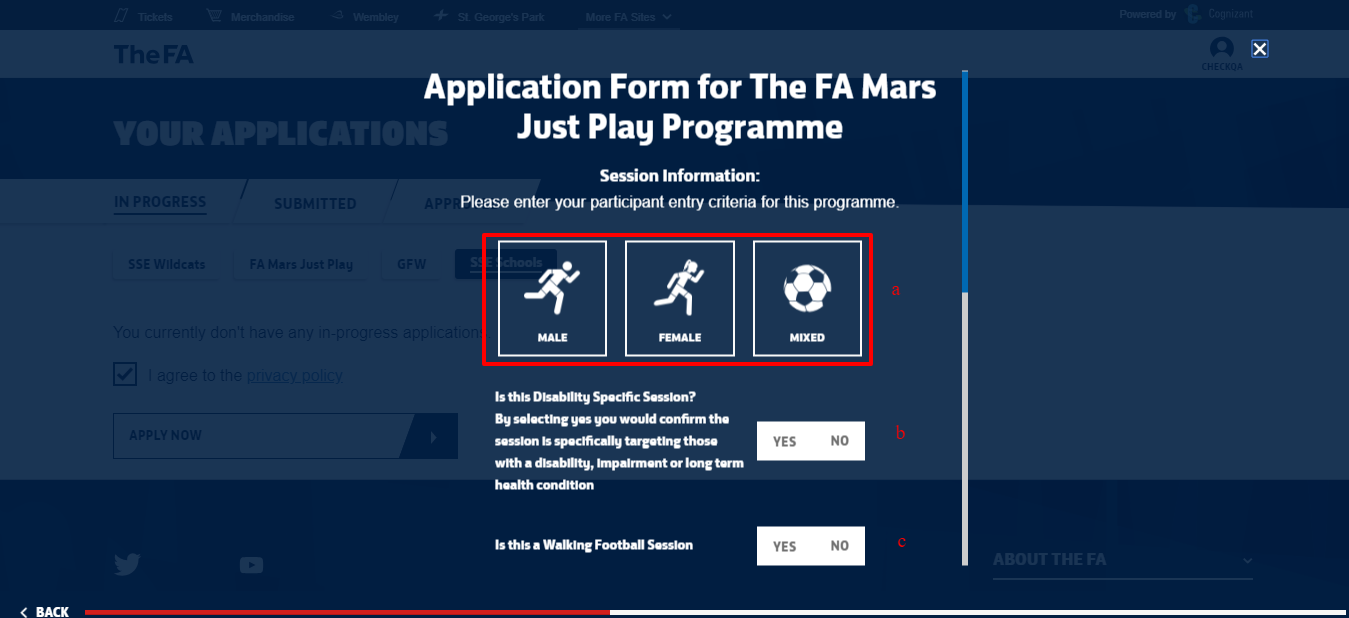 Tickets Merchandise Wembley St. George's Park More FA Sites Powered by Cognizant
TheFA
CHECKQA
Application Form for The FA Mars
Just Play Programme
YOUR APPLICATIONS
Session Information:
IN PROGRESS SUBMITTED
Please enter your participant entry criteria for this programme.
SSE Wildcats FA Mars Just Play GFW SSE Schools
a
MALE FEMALE MIXED
You currently don't have any in-progress applications
I agree to the privacy policy
Is this Disability Specific Session?
By selecting yes you would confirm the
session is specifically targeting those
with a disability, impairment or long term
health condition
YES NO
b
APPLY NOW
Is this a Walking Football Session
YES NO
c
ABOUT THE FA
BACK